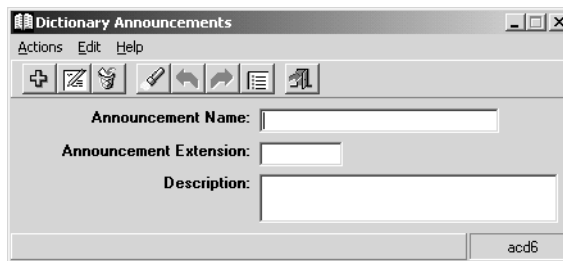 Dictionary Announcements
Actions Edit Help
Announcement Name:
Announcement Extension:
Description:
acd6